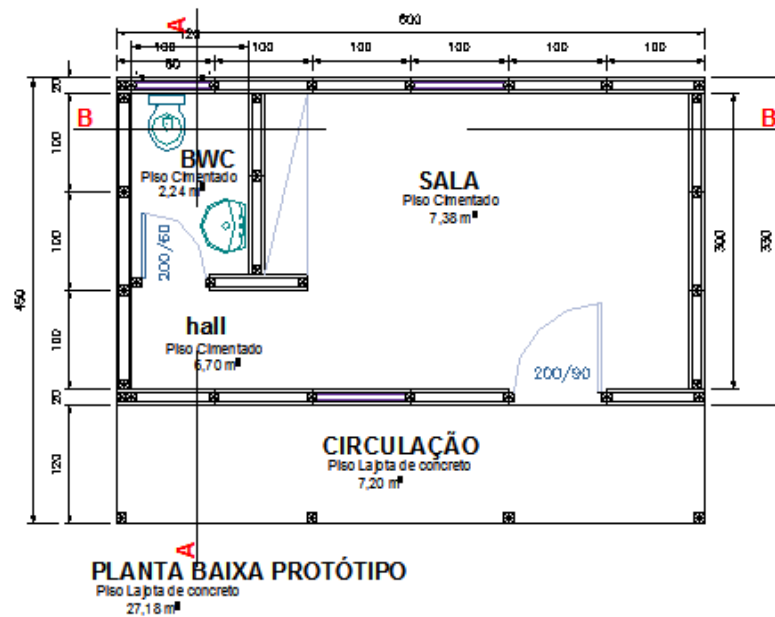 A
600
120
100 100 100 100 100 100
60
20
B
B
100
BWC
Piso Cimentado
2,24 m²
SALA
Piso Cimentado
7,38 m²
100
200/60
450
300
330
100
hall
Piso Cimentado
6,70 m²
200/90
20
CIRCULAÇÃO
Piso Lajota de concreto
7,20 m²
120
A
PLANTA BAIXA PROTÓTIPO
Piso Lajota de concreto
27,18 m²